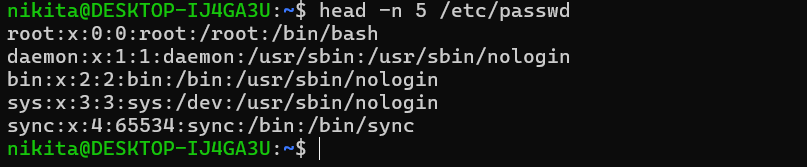 nikita@DESKTOP-IJ4GA3U:~$ head -n 5 /etc/passwd
root:x:0:0:root:/root:/bin/bash
daemon:x:1:1:daemon:/usr/sbin:/usr/sbin/nologin
bin:x:2:2:bin:/bin:/usr/sbin/nologin
sys:x:3:3:sys:/dev:/usr/sbin/nologin
sync:x:4:65534:sync:/bin:/bin/sync
nikita@DESKTOP-IJ4GA3U:~$